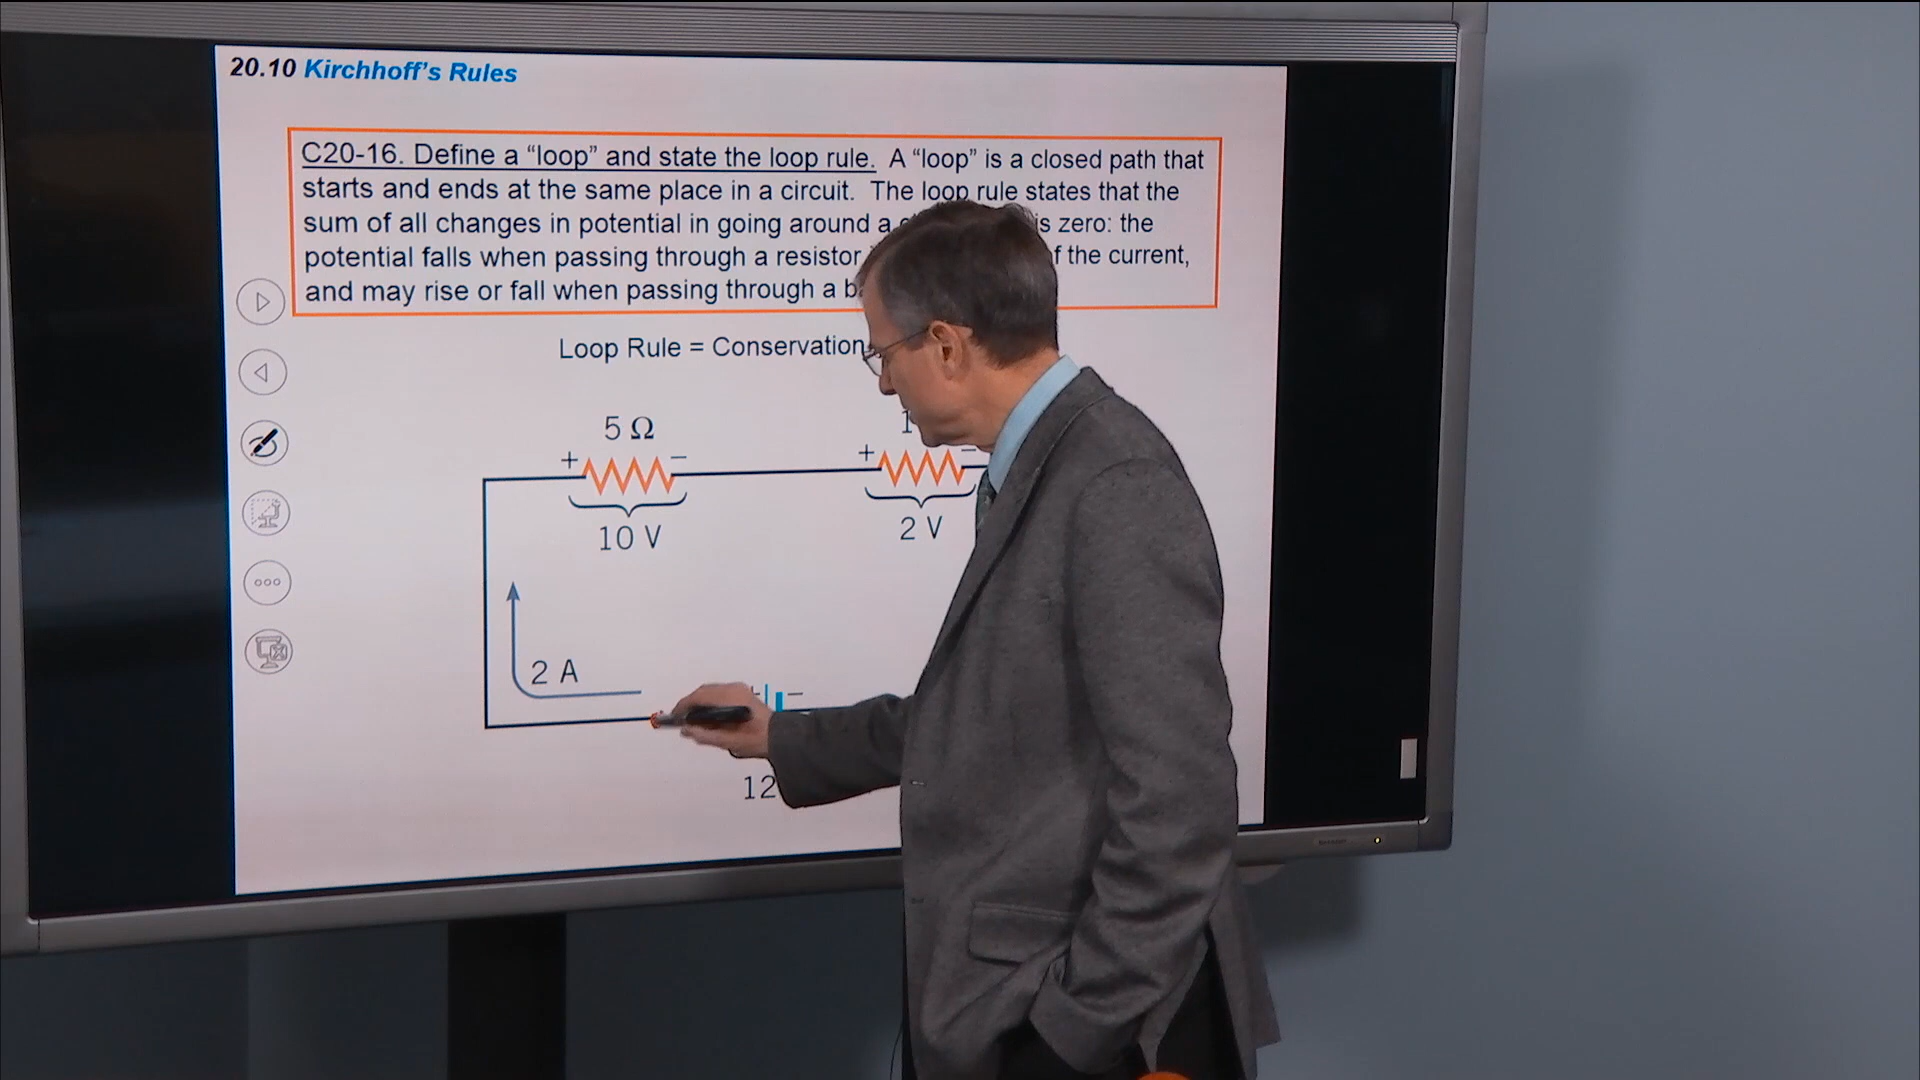 20.10 Kirchhoff's Rules
C20-16. Define a “loop” and state the loop rule. A “loop” is a closed path that
starts and ends at the same place in a circuit. The loop rule states that the
sum of all changes in potential in going around a is zero: the
potential falls when passing through a resistor the current,
and may rise or fall when passing through a
Loop Rule = Conservation
5 Ω
+ − + −
10 V 2 V
2 A
+ −
12